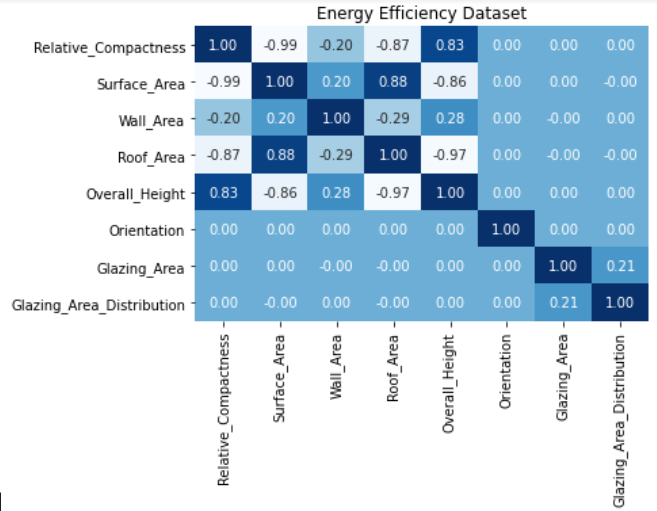 Energy Efficiency Dataset
Relative_Compactness 1.00 -0.99 -0.20 -0.87 0.83 0.00 0.00 0.00
Surface_Area -0.99 1.00 0.20 0.88 -0.86 0.00 0.00 -0.00
Wall_Area -0.20 0.20 1.00 -0.29 0.28 0.00 -0.00 0.00
Roof_Area -0.87 0.88 -0.29 1.00 -0.97 0.00 -0.00 -0.00
Overall_Height 0.83 -0.86 0.28 -0.97 1.00 0.00 0.00 0.00
Orientation 0.00 0.00 0.00 0.00 0.00 1.00 0.00 0.00
Glazing_Area 0.00 0.00 -0.00 -0.00 0.00 0.00 1.00 0.21
Glazing_Area_Distribution 0.00 -0.00 0.00 -0.00 0.00 0.00 0.21 1.00
Relative_Compactness
Surface_Area
Wall_Area
Roof_Area
Overall_Height
Orientation
Glazing_Area
Glazing_Area_Distribution